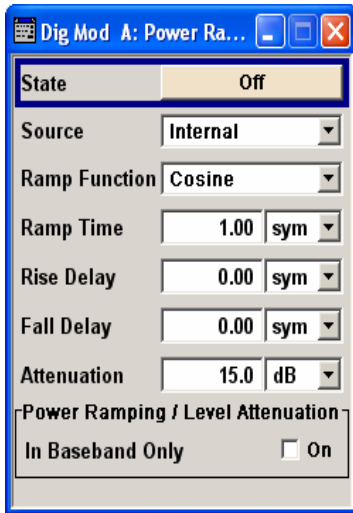 Dig Mod A: Power Ra...
State Off
Source Internal
Ramp Function Cosine
Ramp Time 1.00 sym
Rise Delay 0.00 sym
Fall Delay 0.00 sym
Attenuation 15.0 dB
Power Ramping / Level Attenuation
In Baseband Only On